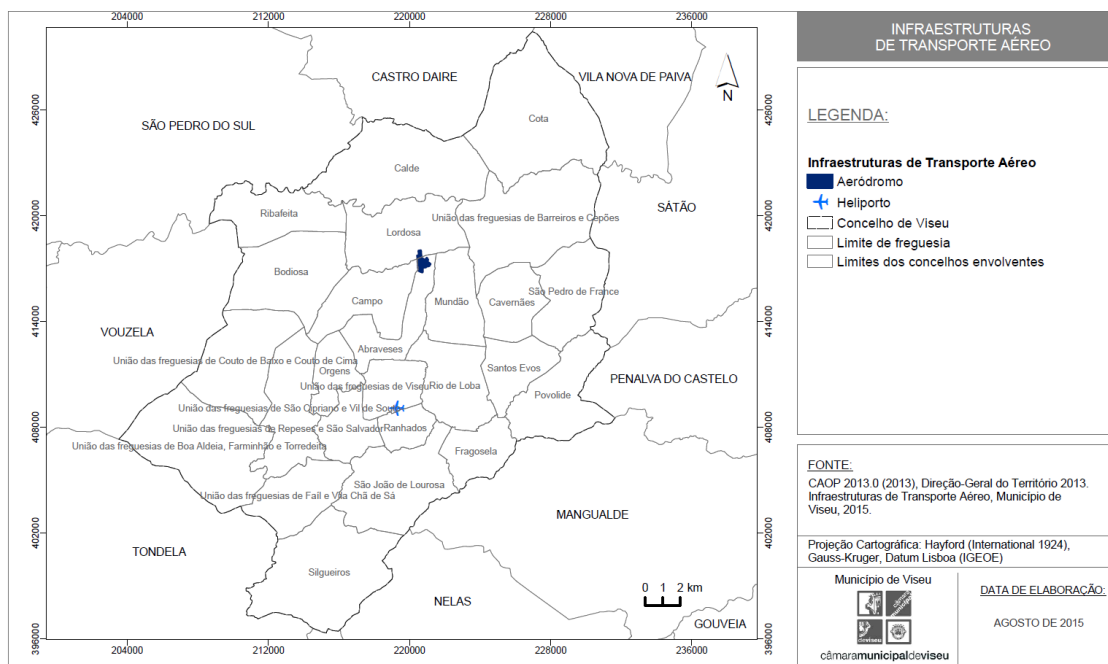 204000 212000 220000 228000 236000
INFRAESTRUTURAS
DE TRANSPORTE AÉREO
CASTRO DAIRE
VILA NOVA DE PAIVA
N
426000 426000
Cota
SÃO PEDRO DO SUL
Calde
SÁTÃO
420000 420000
Ribafeita
União das freguesias de Barreiros e Cepões
Lordosa
Bodiosa
São Pedro de France
Campo
Mundão
Cavernães
414000 414000
VOUZELA
Abraveses
União das freguesias de Couto de Baixo e Couto de Cima
Orgens
Santos Evos
PENALVA DO CASTELO
União das freguesias de Viseu
Rio de Loba
Povolide
União das freguesias de São Cipriano e Vil de Souto
408000 408000
União das freguesias de Repeses e São Salvador
Ranhados
União das freguesias de Boa Aldeia, Farminhão e Torredeita
Fragosela
São João de Lourosa
União das freguesias de Faíl e Vila Chã de Sá
MANGUALDE
402000 402000
TONDELA
Silgueiros
0 1 2 km
NELAS
GOUVEIA
396000 396000
204000 212000 220000 228000 236000
LEGENDA:
Infraestruturas de Transporte Aéreo
Aeródromo
Heliporto
Concelho de Viseu
Limite de freguesia
Limites dos concelhos envolventes
FONTE:
CAOP 2013.0 (2013), Direção-Geral do Território 2013.
Infraestruturas de Transporte Aéreo, Município de
Viseu, 2015.
Projeção Cartográfica: Hayford (International 1924),
Gauss-Kruger, Datum Lisboa (IGEOE)
Município de Viseu
câmara
municipal
deviseu
câmaramunicipaldeviseu
DATA DE ELABORAÇÃO:
AGOSTO DE 2015